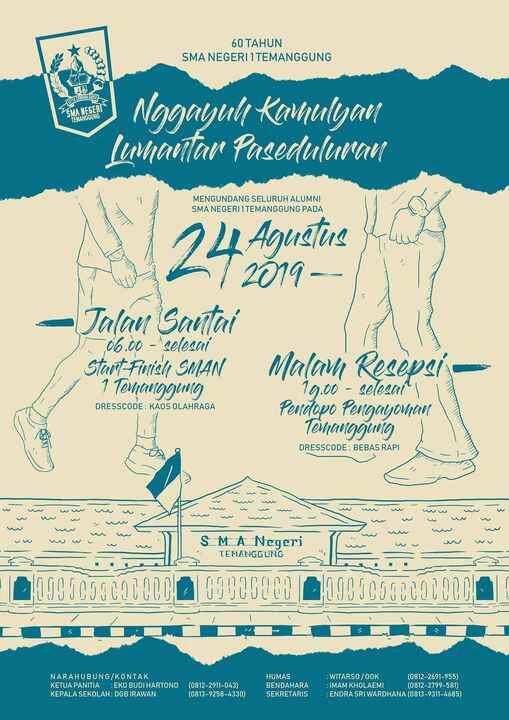 SMA NEGERI
TEMANGGUNG
60 TAHUN
SMA NEGERI 1 TEMANGGUNG
Nggayuh Kamulyan
Lumantar Paseduluran
MENGUNDANG SELURUH ALUMNI
SMA NEGERI 1 TEMANGGUNG PADA
24 Agustus
2019
Jalan Santai
06.00 - selesai
Start-Finish SMAN
1 Temanggung
DRESSCODE : KAOS OLAHRAGA
Malam Resepsi
19.00 - selesai
Pendopo Pengayoman
Temanggung
DRESSCODE : BEBAS RAPI
SMA Negeri
TEMANGGUNG
NARAHUBUNG/KONTAK
KETUA PANITIA : EKO BUDI HARTONO (0812-2911-043)
KEPALA SEKOLAH : DGB IRAWAN (0813-9258-4330)
HUMAS : WITARSO/OOK (0812-2691-955)
BENDAHARA : IMAM KHOLAEMI (0812-2799-581)
SEKRETARIS : ENDRA SRI WARDHANA (0813-9311-4685)